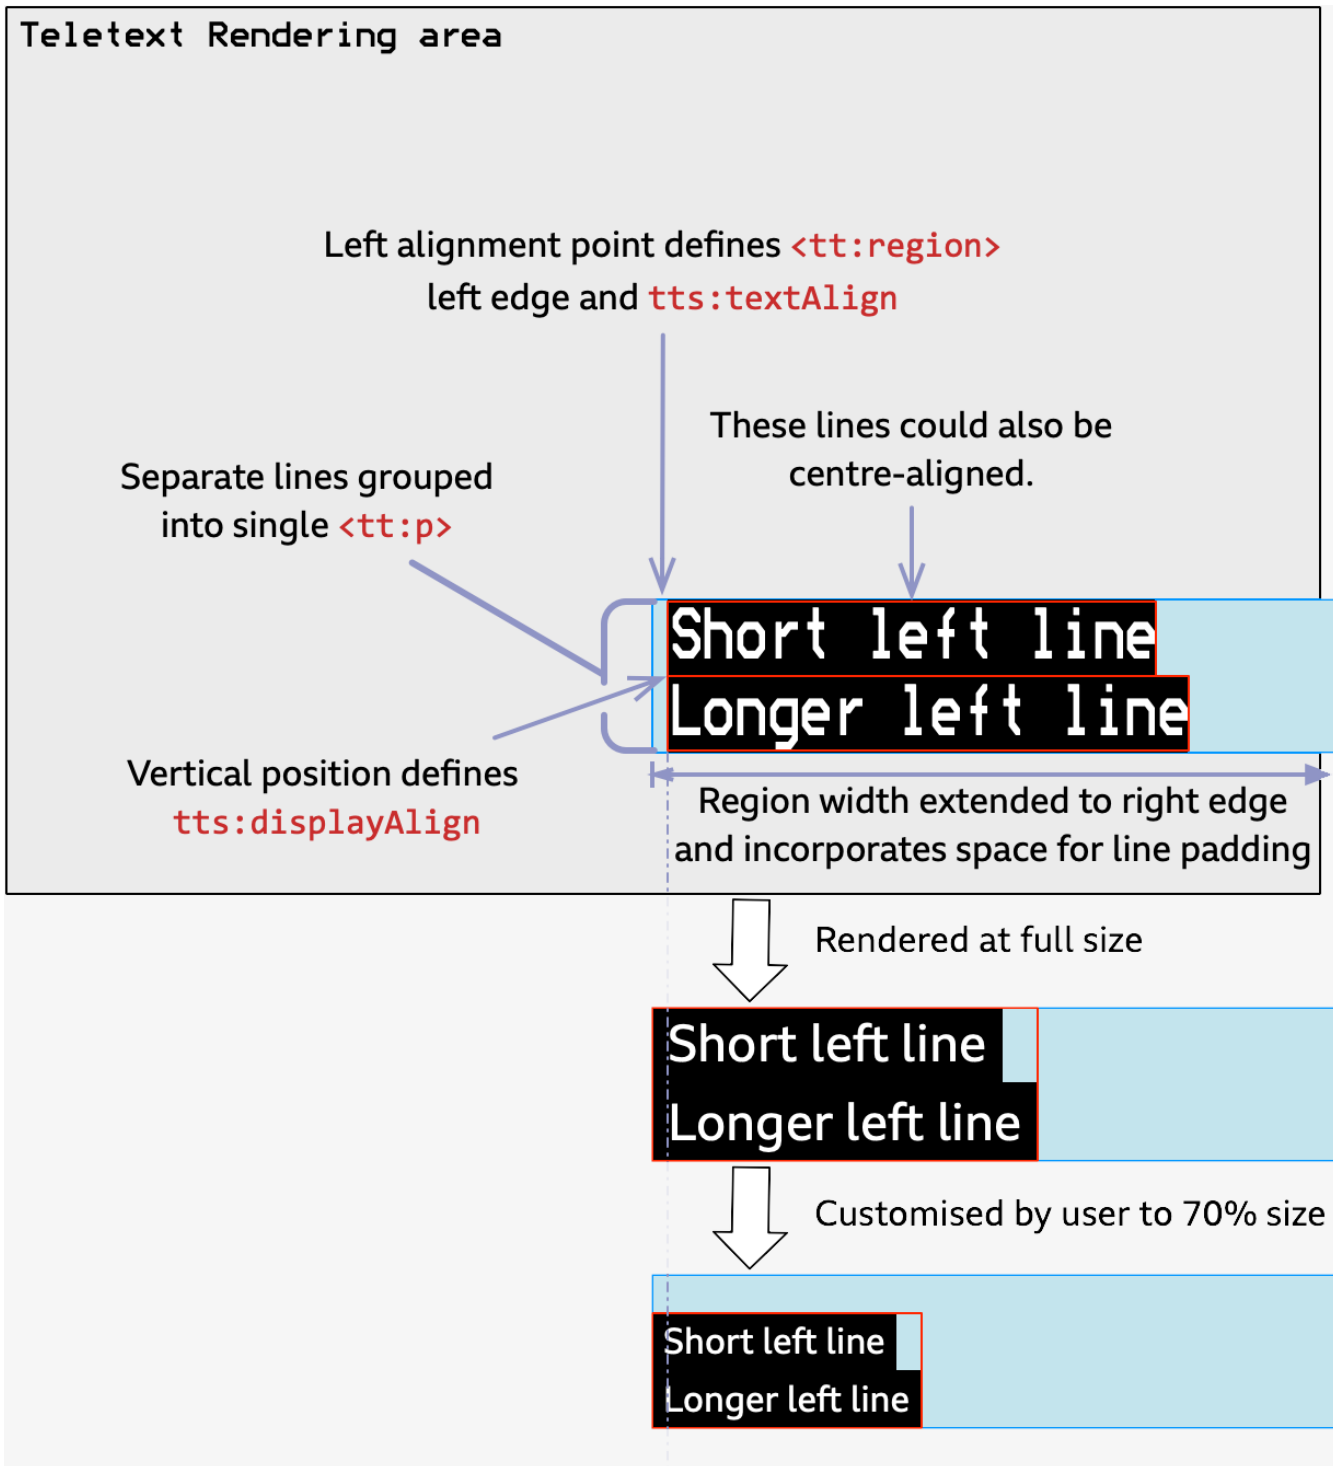 Teletext Rendering area
Left alignment point defines <tt:region>
left edge and tts:textAlign
These lines could also be
centre-aligned.
Separate lines grouped
into single <tt:p>
Short left line
Longer left line
Vertical position defines
tts:displayAlign
Region width extended to right edge
and incorporates space for line padding
Rendered at full size
Short left line
Longer left line
Customised by user to 70% size
Short left line
Longer left line